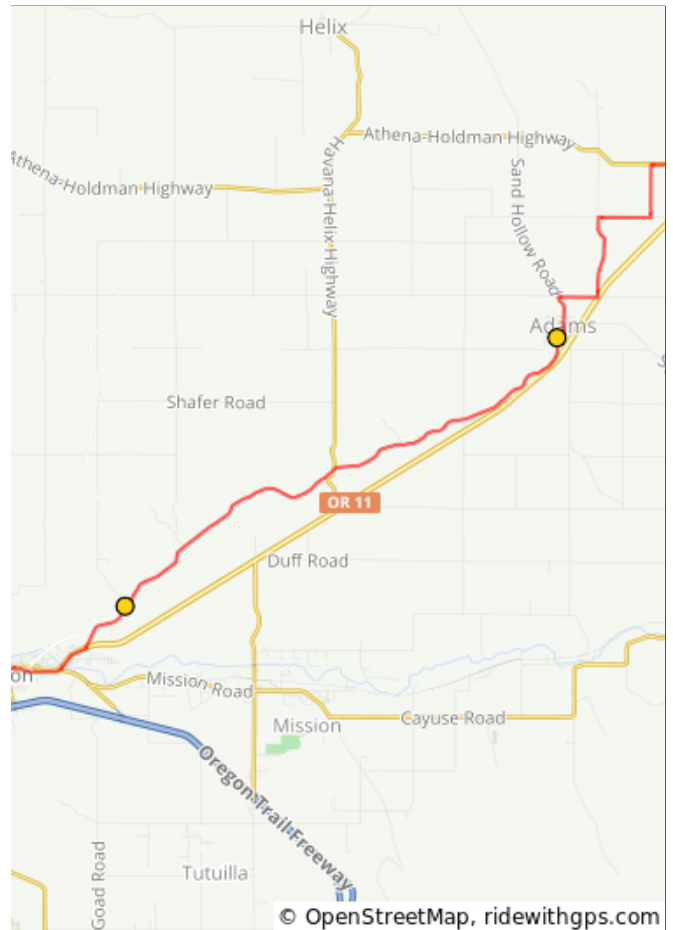 Helix
Athena-Holdman Highway
Athena-Holdman Highway
Havana-Helix Highway
Sand Hollow Road
Adams
Shafer Road
OR 11
Duff Road
on
Mission Road
Cayuse Road
Mission
Oregon Trail Freeway
Goad Road
Tutuilla
© OpenStreetMap, ridewithgps.com